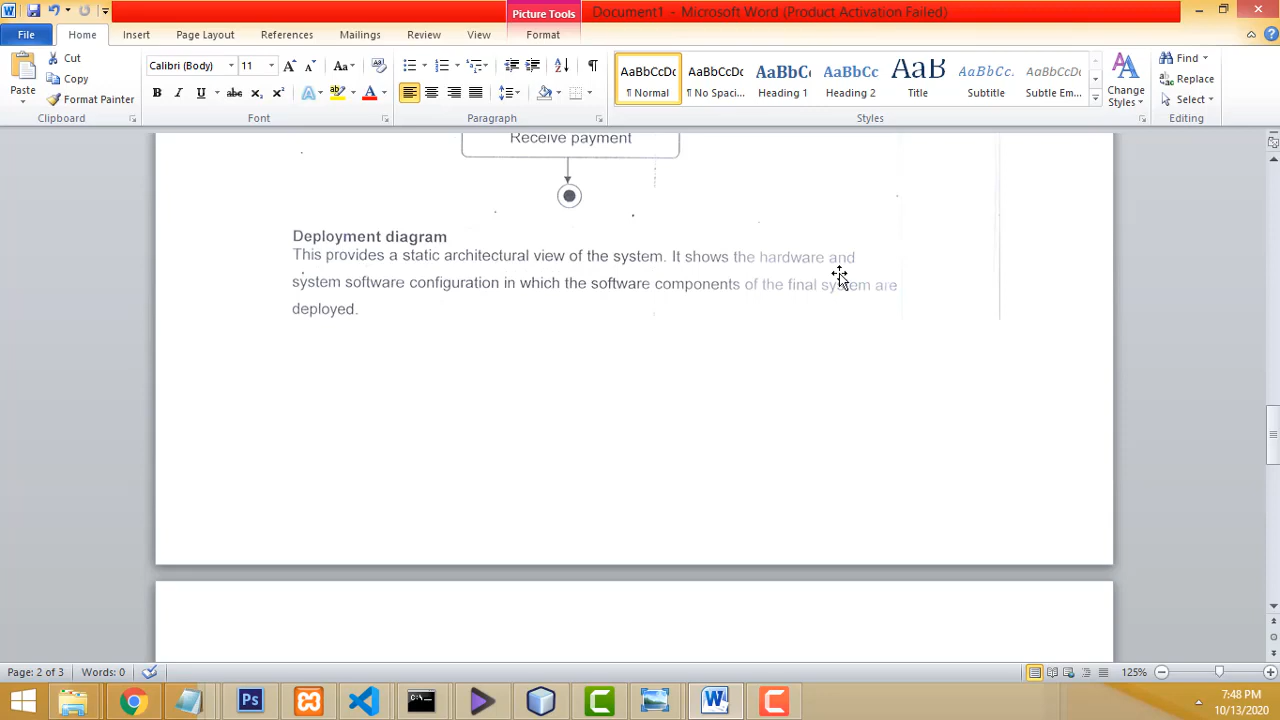 Picture Tools
Document1 - Microsoft Word (Product Activation Failed)
File
Home
Insert
Page Layout
References
Mailings
Review
View
Format
Paste
Cut
Copy
Format Painter
Clipboard
Calibri (Body)
11
Font
Paragraph
AaBbCcDc
¶ Normal
AaBbCcDc
¶ No Spaci...
AaBbCc
Heading 1
AaBbCc
Heading 2
AaB
Title
AaBbCc.
Subtitle
AaBbCcDc
Subtle Em...
Change
Styles
Styles
Find
Replace
Select
Editing
Receive payment
Deployment diagram
This provides a static architectural view of the system. It shows the hardware and
system software configuration in which the software components of the final system are
deployed.
Page: 2 of 3
Words: 0
125%
7:48 PM
10/13/2020